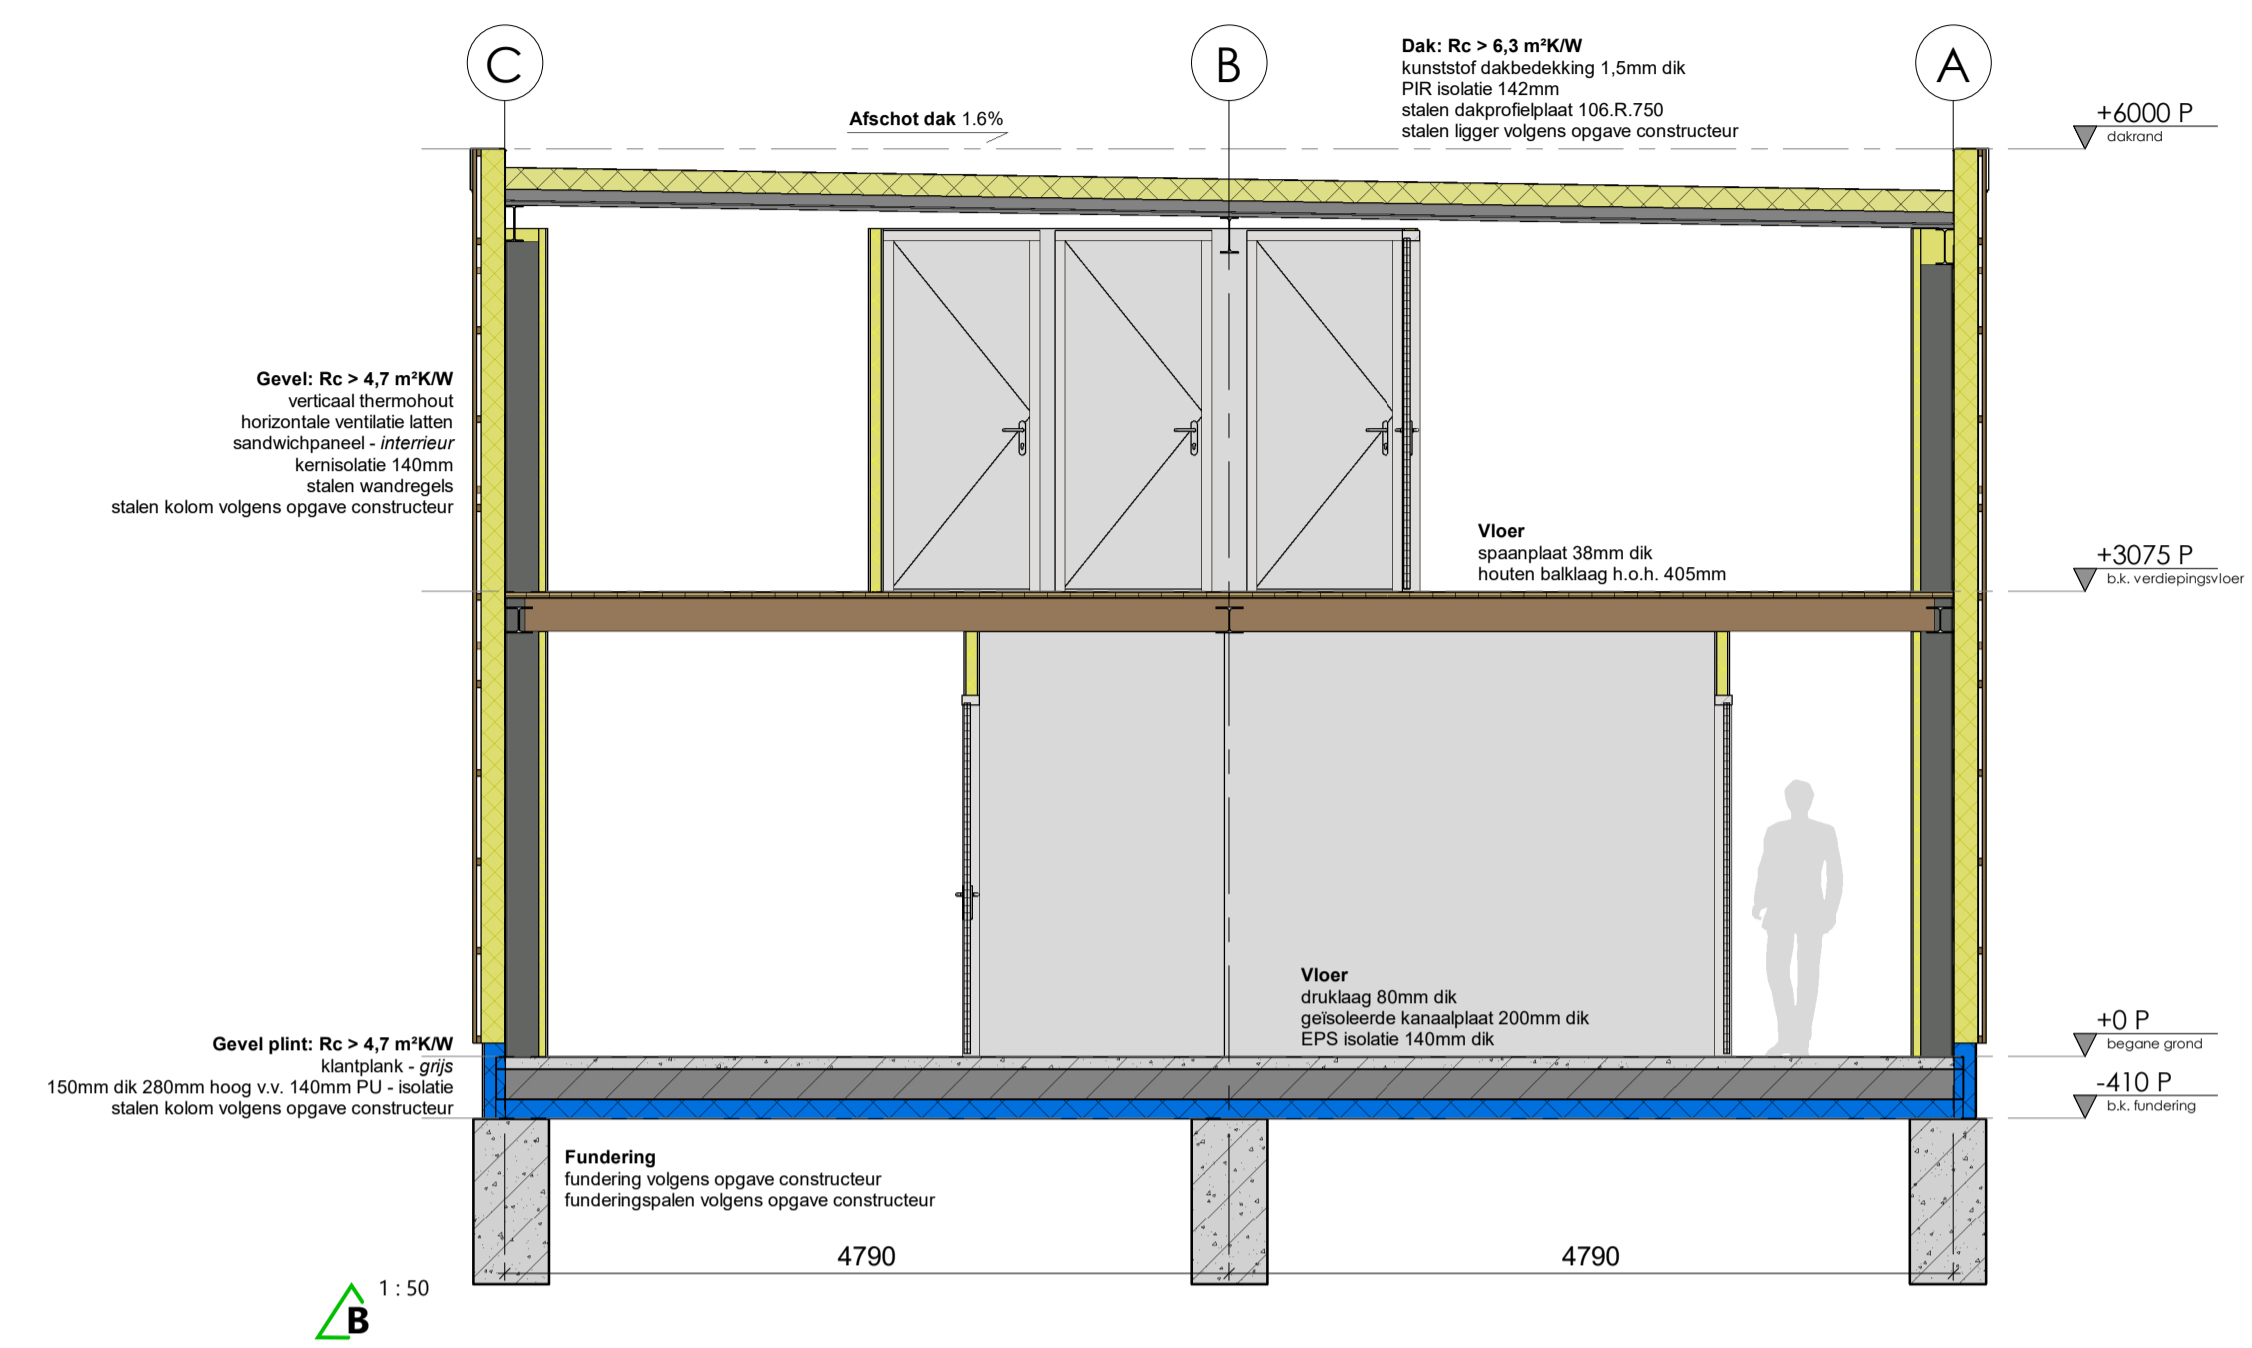 C
B
A
Dak: Rc > 6,3 m²K/W
kunststof dakbedekking 1,5mm dik
PIR isolatie 142mm
stalen dakprofielplaat 106.R.750
stalen ligger volgens opgave constructeur
Afschot dak 1.6%
+6000 P
dakrand
Gevel: Rc > 4,7 m²K/W
verticaal thermohout
horizontale ventilatie latten
sandwichpaneel - interrieur
kernisolatie 140mm
stalen wandregels
stalen kolom volgens opgave constructeur
Vloer
spaanplaat 38mm dik
houten balklaag h.o.h. 405mm
+3075 P
b.k. verdiepingsvloer
Vloer
druklaag 80mm dik
geïsoleerde kanaalplaat 200mm dik
EPS isolatie 140mm dik
+0 P
begane grond
-410 P
b.k. fundering
Gevel plint: Rc > 4,7 m²K/W
klantplank - grijs
150mm dik 280mm hoog v.v. 140mm PU - isolatie
stalen kolom volgens opgave constructeur
Fundering
fundering volgens opgave constructeur
funderingspalen volgens opgave constructeur
4790
4790
1 : 50
B